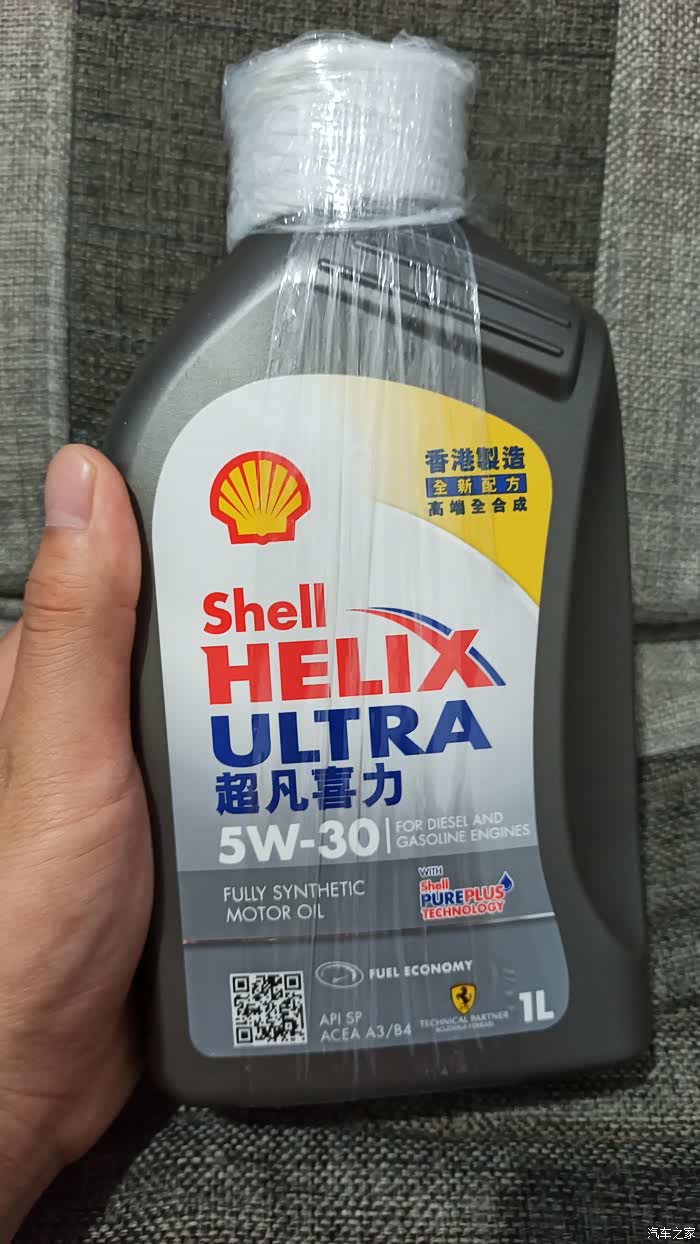 香港製造
全新配方
高端全合成
Shell
HELIX
ULTRA
超凡喜力
5W-30
FOR DIESEL AND
GASOLINE ENGINES
FULLY SYNTHETIC
MOTOR OIL
WITH
Shell
PUREPLUS
TECHNOLOGY
FUEL ECONOMY
API SP
ACEA A3/B4
TECHNICAL PARTNER
SCUDERIA FERRARI
1L
汽车之家